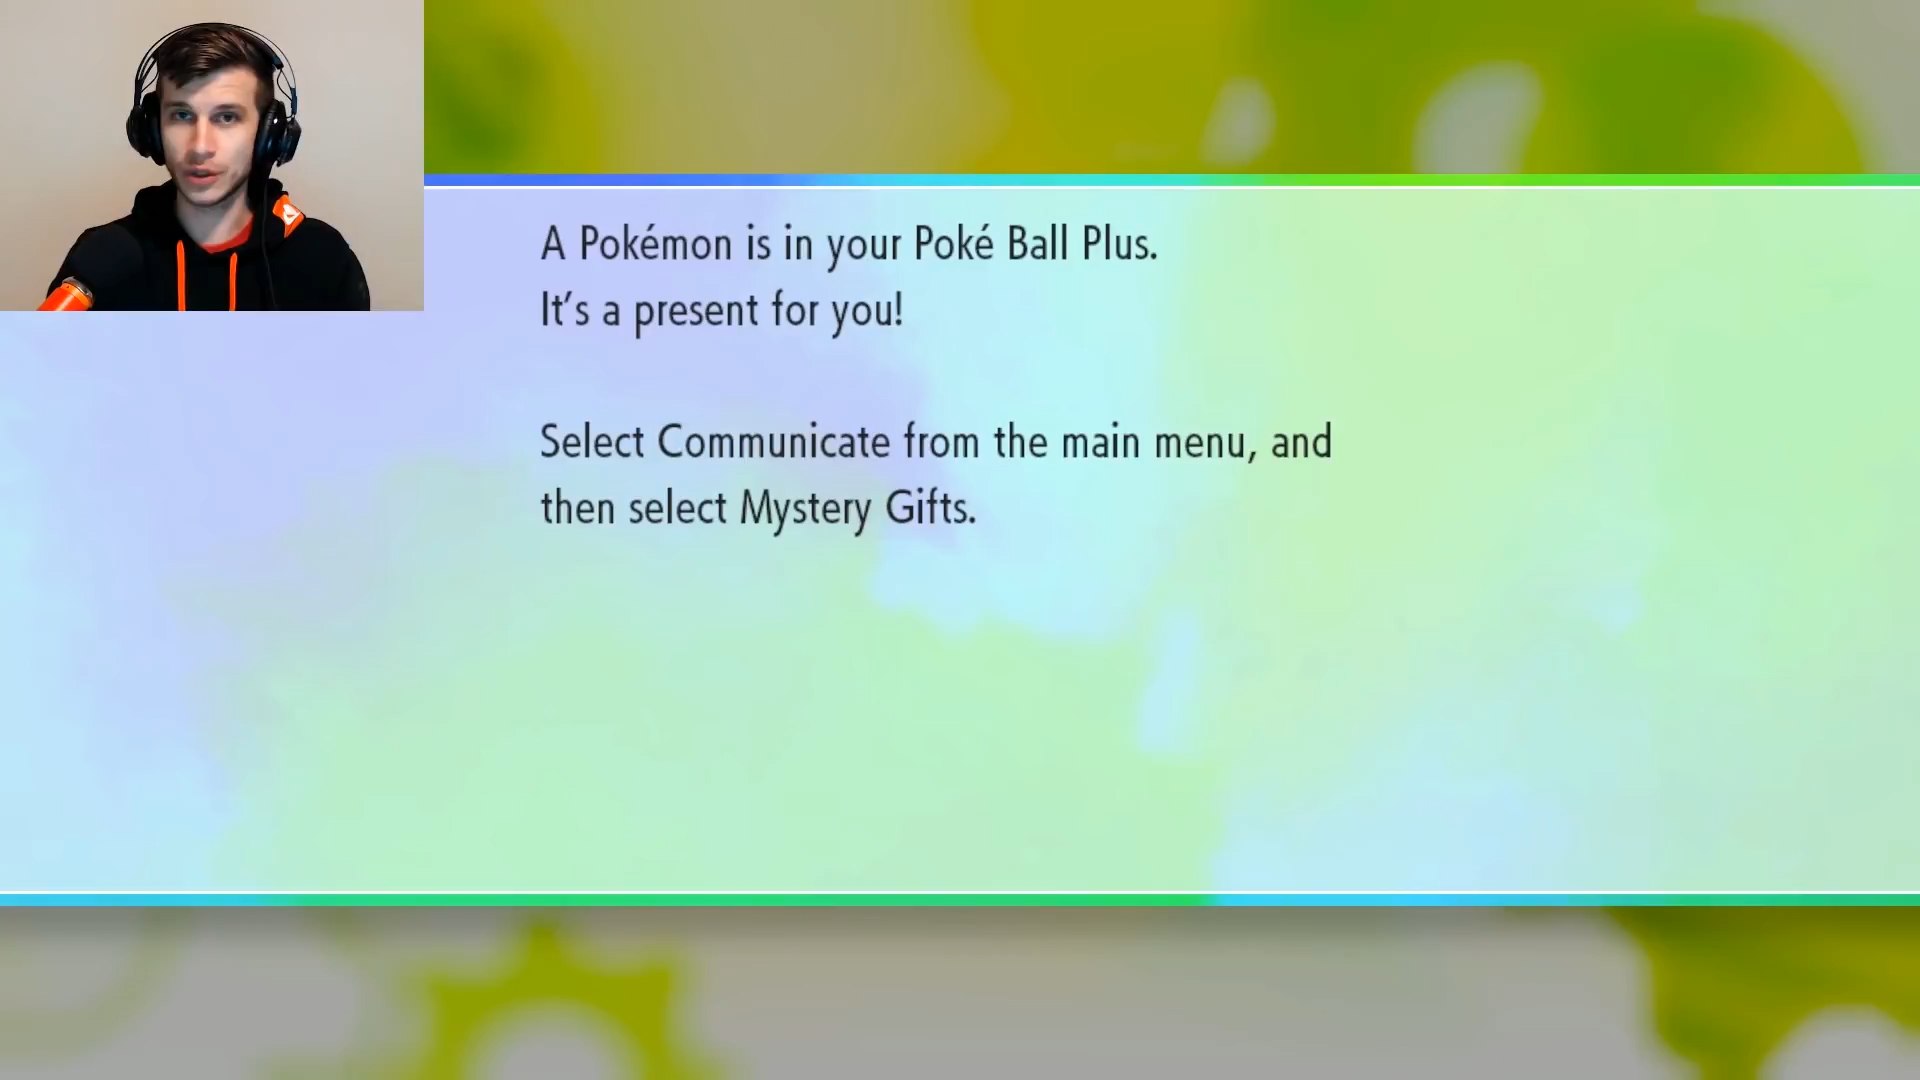 A Pokémon is in your Poké Ball Plus.
It's a present for you!
Select Communicate from the main menu, and
then select Mystery Gifts.